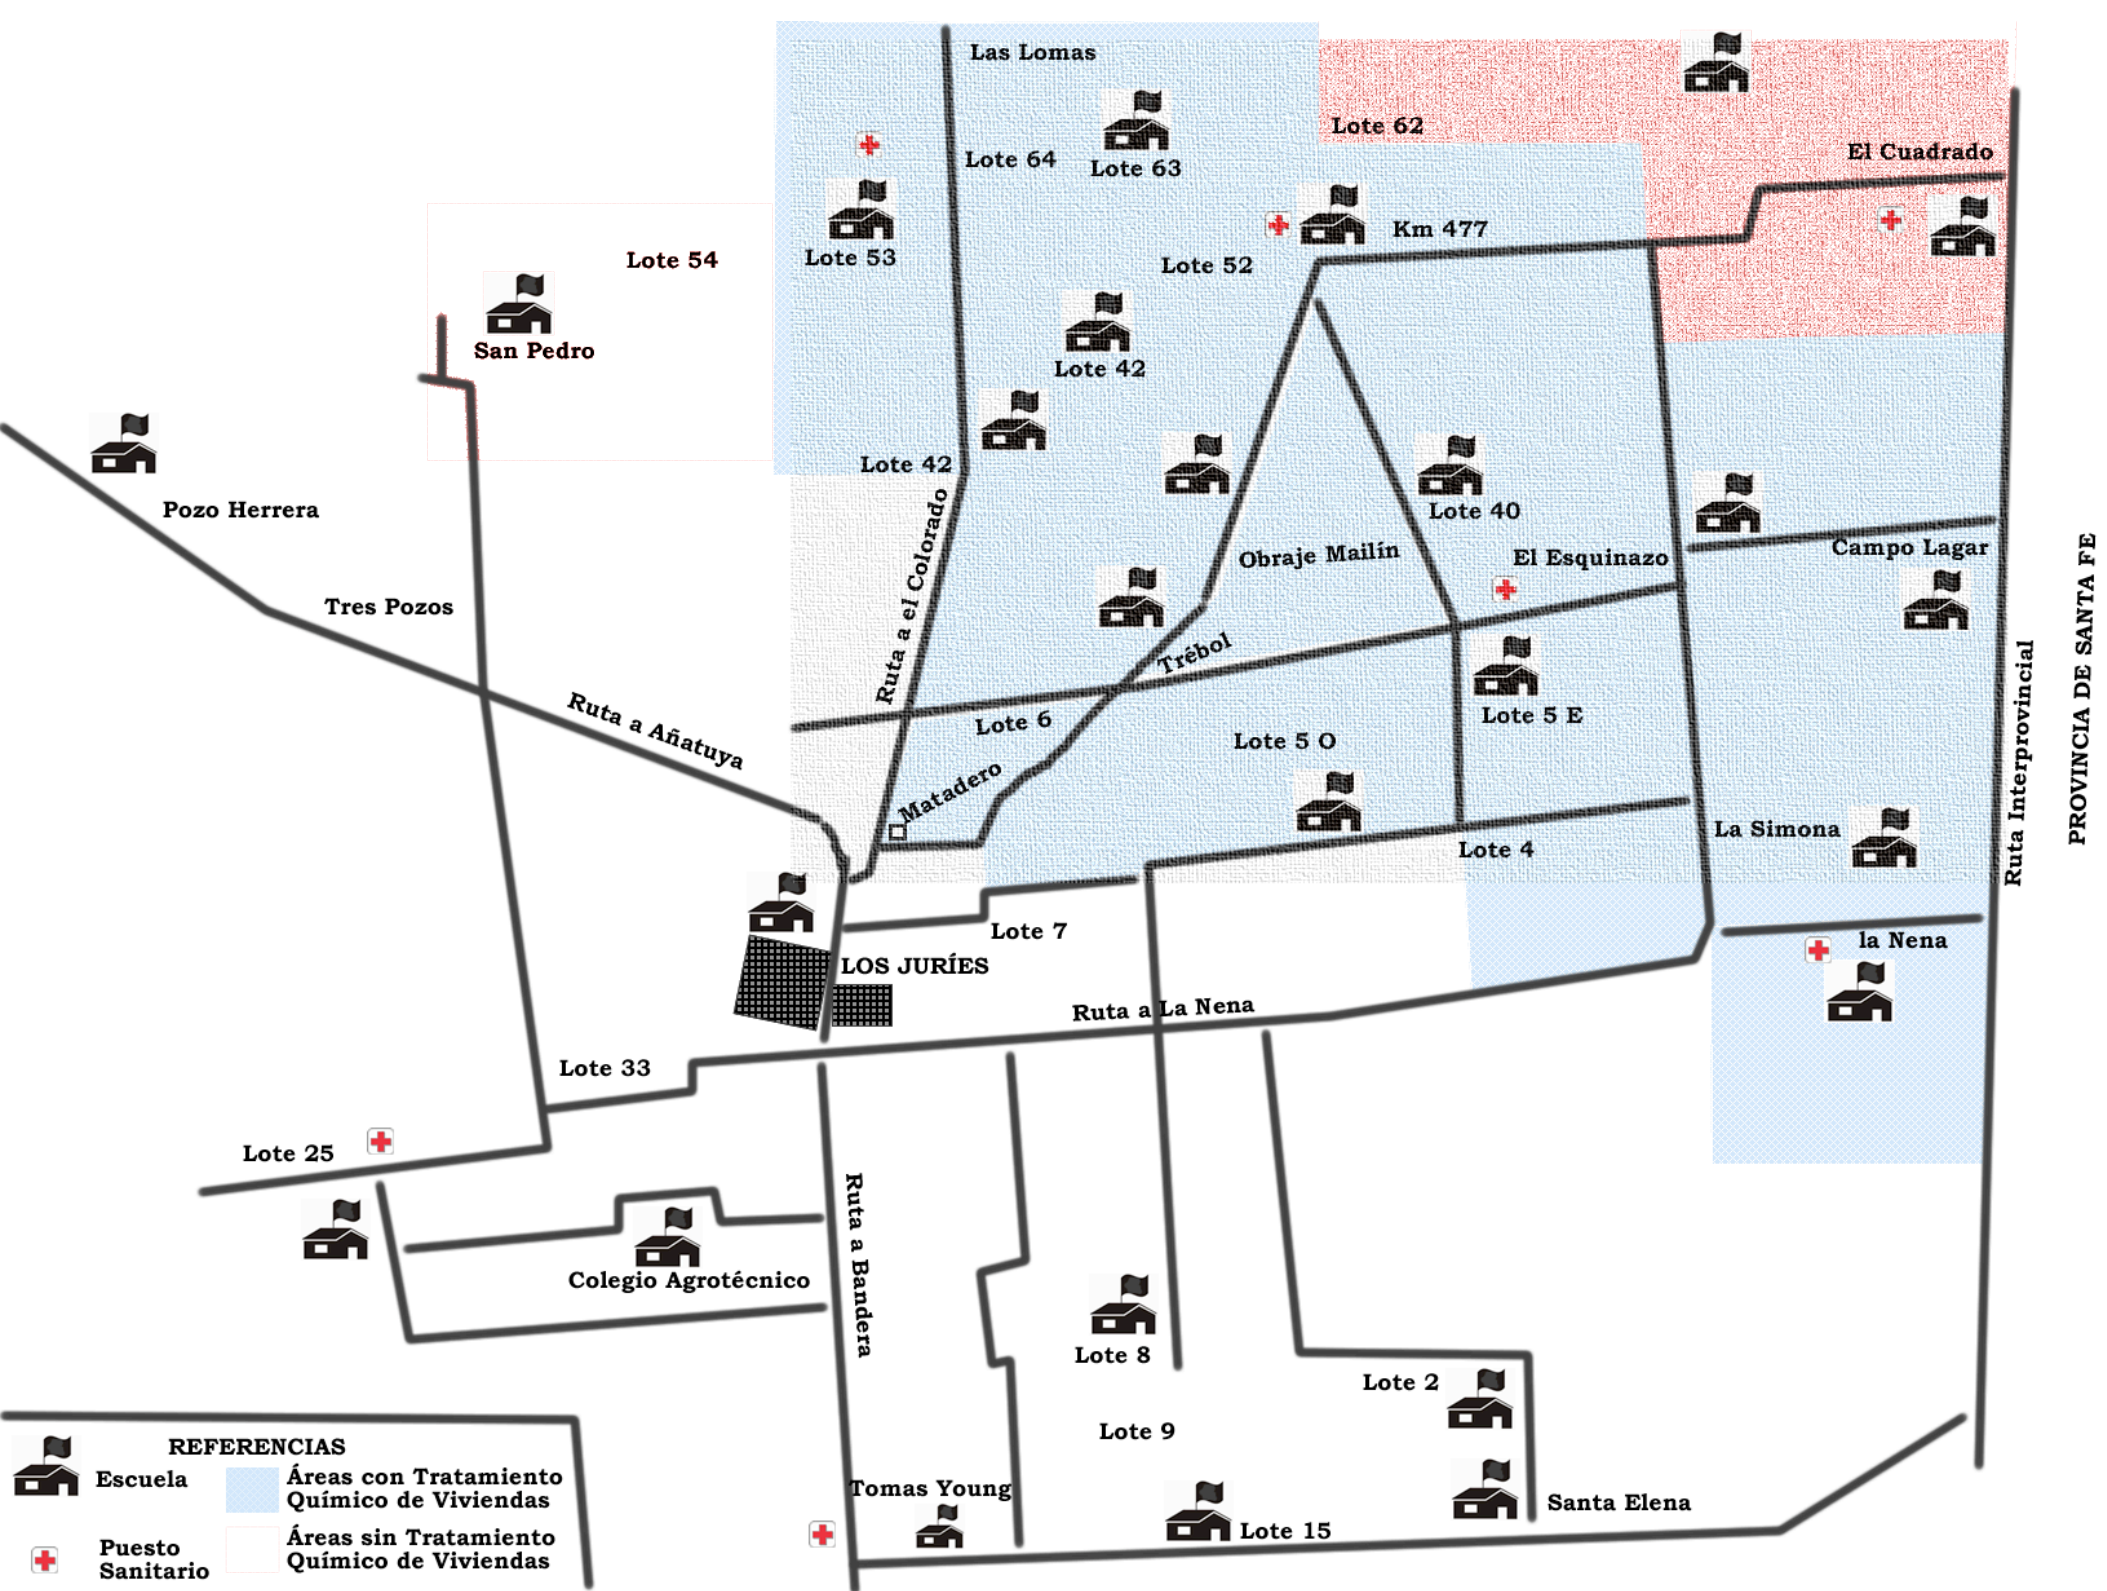 Las Lomas
Lote 62
El Cuadrado
Lote 64
Lote 63
Km 477
Lote 53
Lote 54
Lote 52
San Pedro
Lote 42
Lote 42
Pozo Herrera
Lote 40
Ruta a el Colorado
Obraje Mailín
El Esquinazo
Campo Lagar
PROVINCIA DE SANTA FE
Tres Pozos
Trébol
Ruta Interprovincial
Ruta a Añatuya
Lote 6
Lote 5 E
Lote 5 O
Matadero
La Simona
Lote 4
Lote 7
la Nena
LOS JURÍES
Ruta a La Nena
Lote 33
Lote 25
Ruta a Bandera
Colegio Agrotécnico
Lote 8
Lote 2
Lote 9
Tomas Young
Santa Elena
Lote 15
REFERENCIAS
Escuela
Áreas con Tratamiento
Químico de Viviendas
Puesto
Sanitario
Áreas sin Tratamiento
Químico de Viviendas